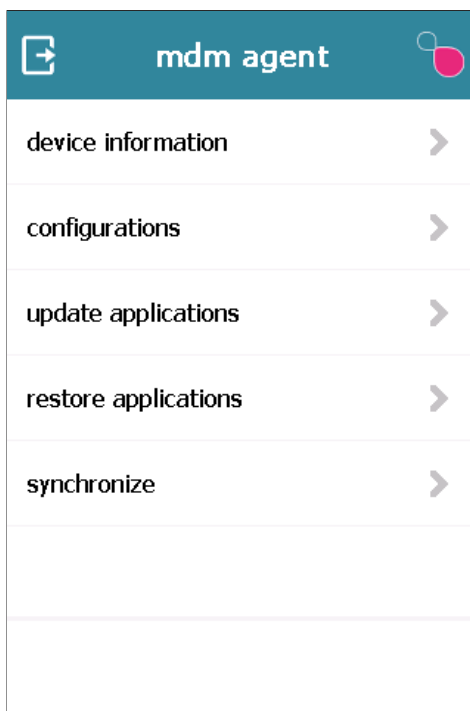 mdm agent
device information
configurations
update applications
restore applications
synchronize